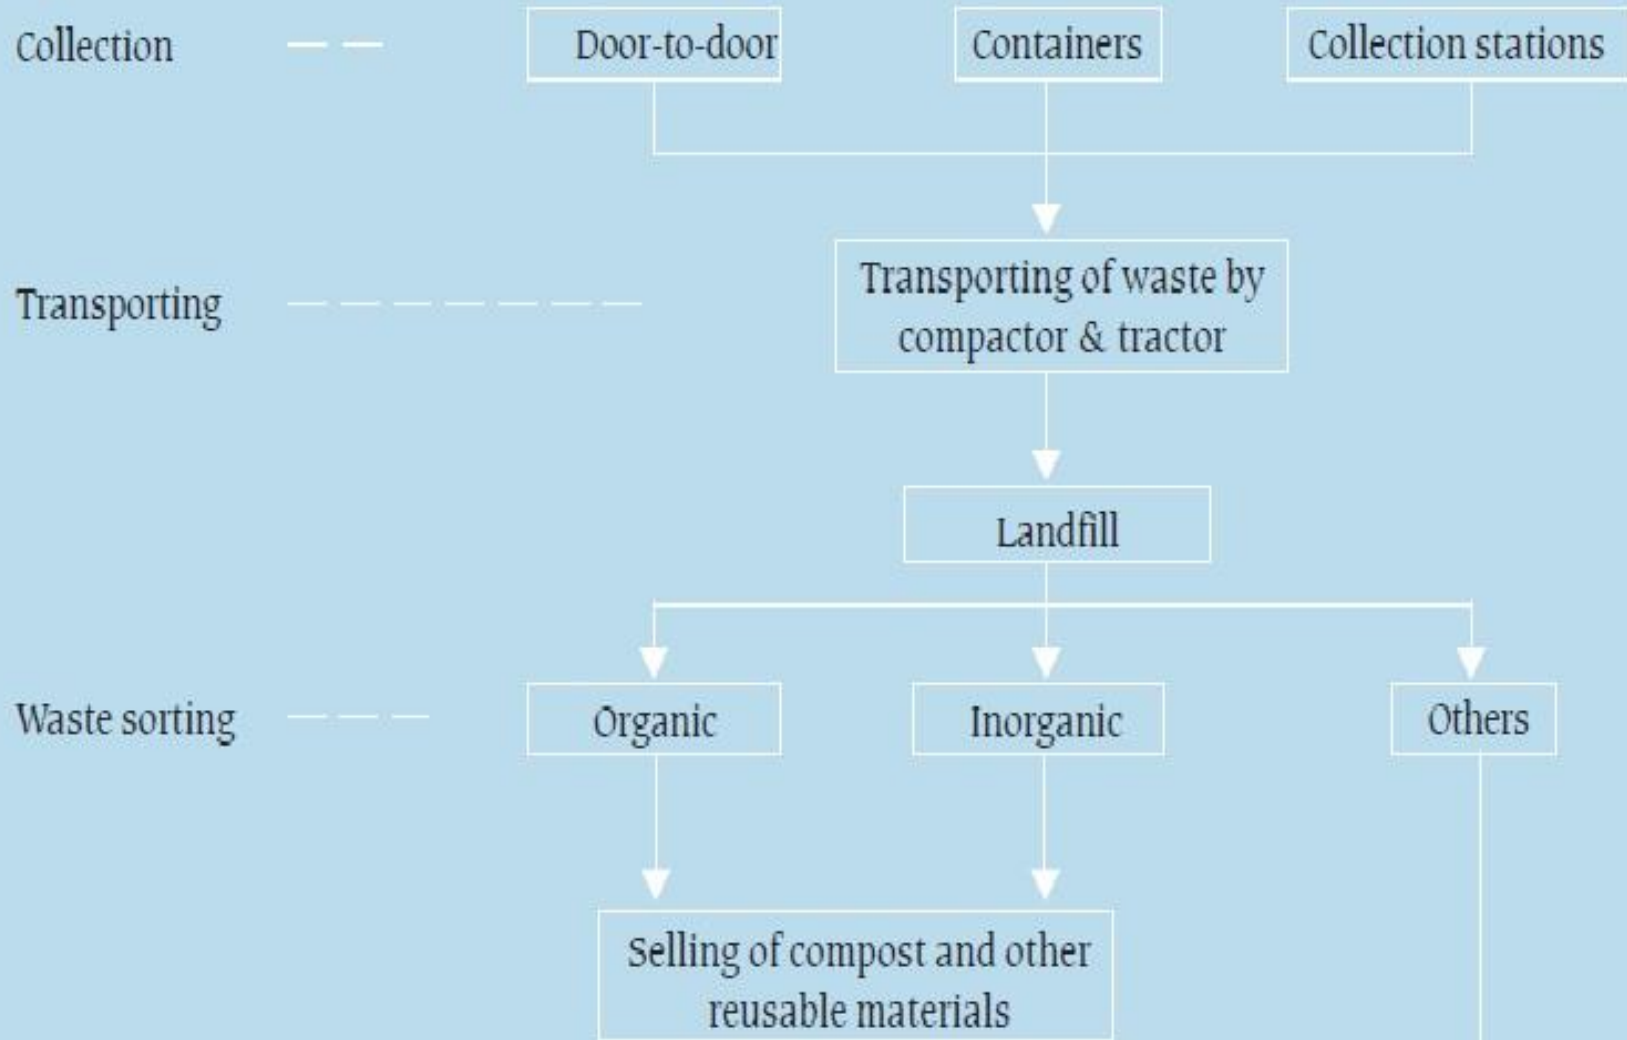 Collection
Door-to-door
Containers
Collection stations
Transporting
Transporting of waste by
compactor & tractor
Landfill
Waste sorting
Organic
Inorganic
Others
Selling of compost and other
reusable materials